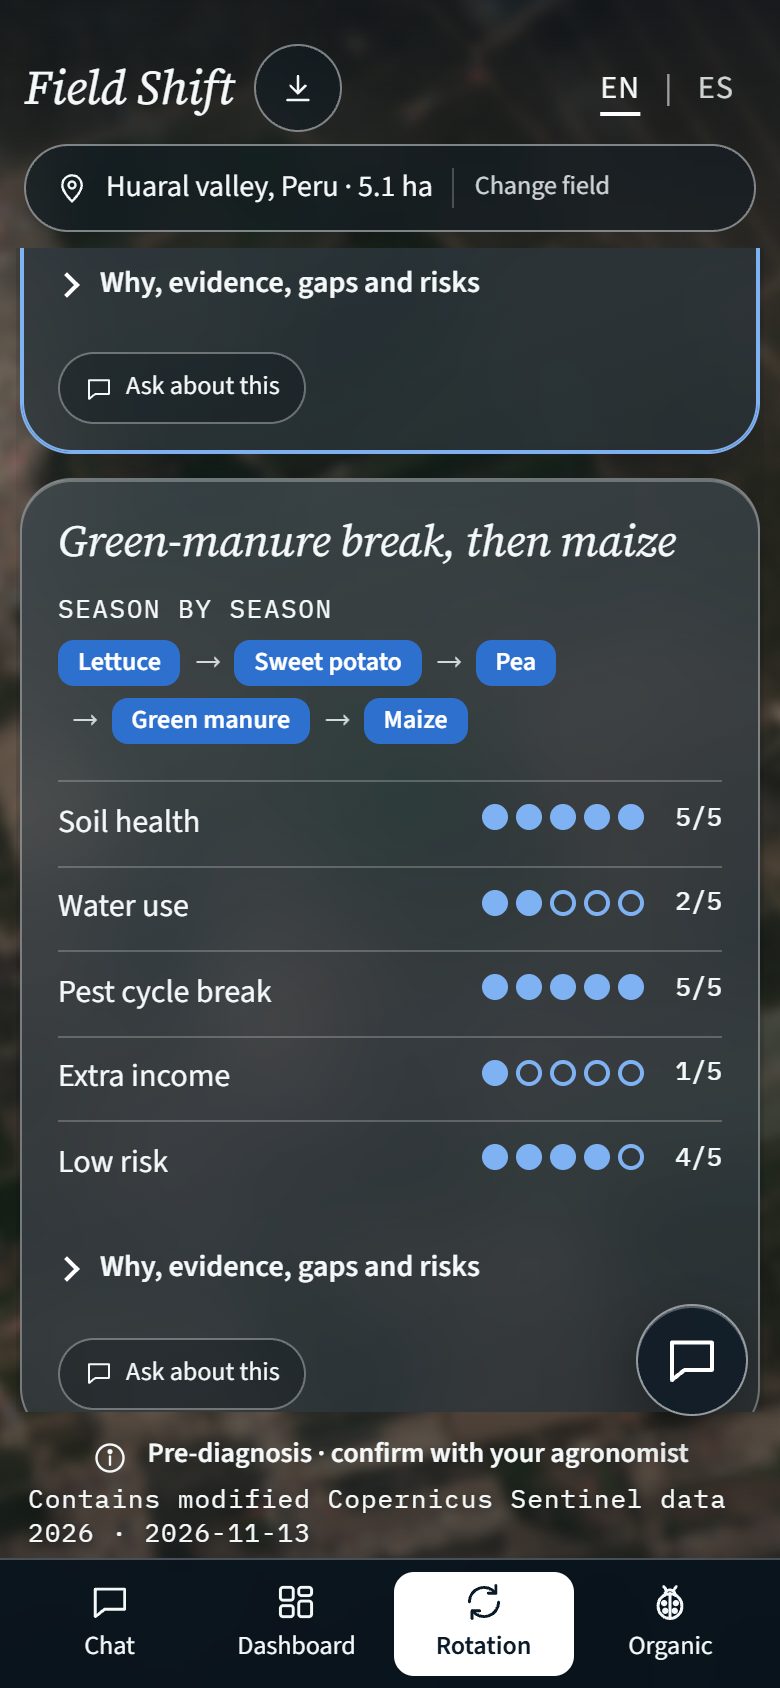 Field Shift
EN | ES
Huaral valley, Peru · 5.1 ha | Change field
Why, evidence, gaps and risks
Ask about this
Green-manure break, then maize
SEASON BY SEASON
Lettuce → Sweet potato → Pea
→ Green manure → Maize
Soil health 5/5
Water use 2/5
Pest cycle break 5/5
Extra income 1/5
Low risk 4/5
Why, evidence, gaps and risks
Ask about this
Pre-diagnosis · confirm with your agronomist
Contains modified Copernicus Sentinel data
2026 · 2026-11-13
Chat Dashboard Rotation Organic